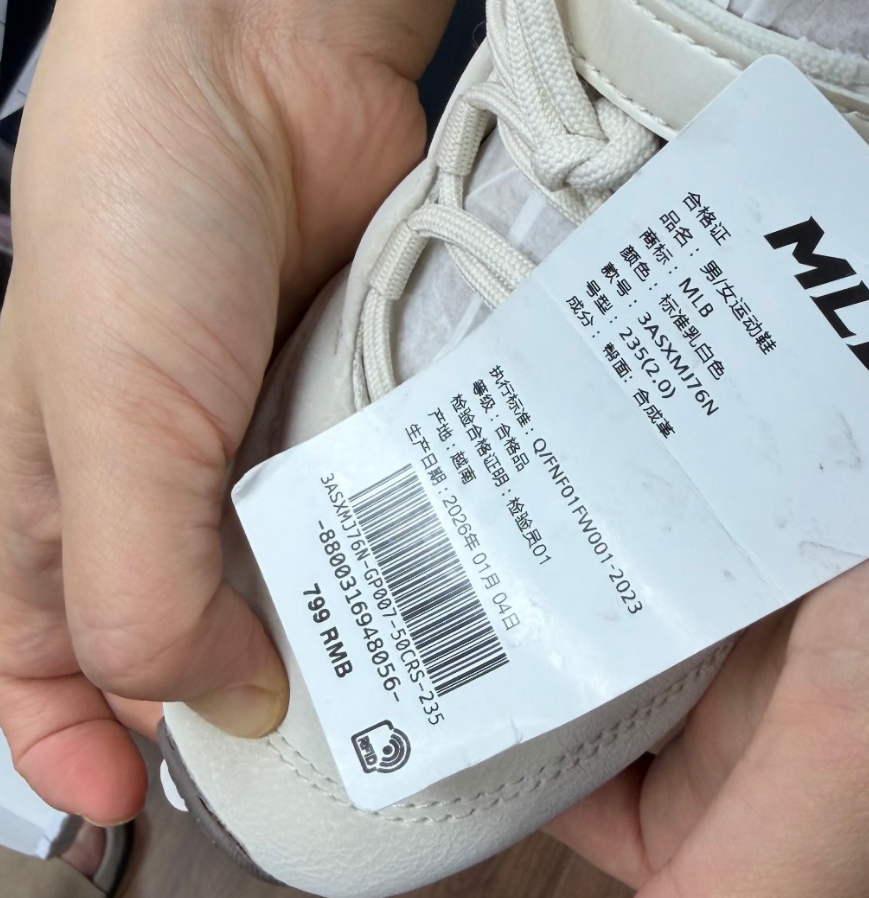 MLB
合格证
品名： 男/女运动鞋
商标： MLB
颜色： 标准乳白色
款号： 3ASXMJ76N
号型： 235(2.0)
成分： 帮面: 合成革
执行标准： Q/FNF01FW001-2023
等级： 合格品
检验合格证明： 检验员01
产地： 越南
生产日期： 2026年 01月 04日
3ASXMJ76N-GP007-50CRS-235
-8800316948056-
799 RMB
RFID